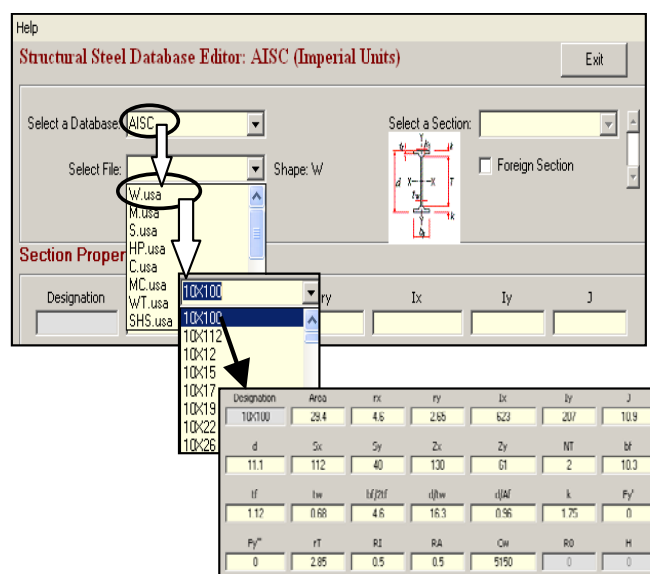 Help
Structural Steel Database Editor: AISC (Imperial Units)
Exit
Select a Database: AISC
Select a Section:
Select File:
Shape: W
Foreign Section
W.usa
M.usa
S.usa
HP.usa
C.usa
MC.usa
WT.usa
SHS.usa
Section Proper
Designation ry Ix Iy J
10X100
10X100
10X112
10X12
10X15
10X17
10X19
10X22
10X26
Designation Area rx ry Ix Iy J
10X100 29.4 4.6 2.65 623 207 10.9
d Sx Sy Zx Zy NT bf
11.1 112 40 130 61 2 10.3
tf tw bf/2tf d/tw d/Af k Fy'
1.12 0.68 4.6 16.3 0.96 1.75 0
Fy''' rT RI RA Cw R0 H
0 2.85 0.5 0.5 5150 0 0